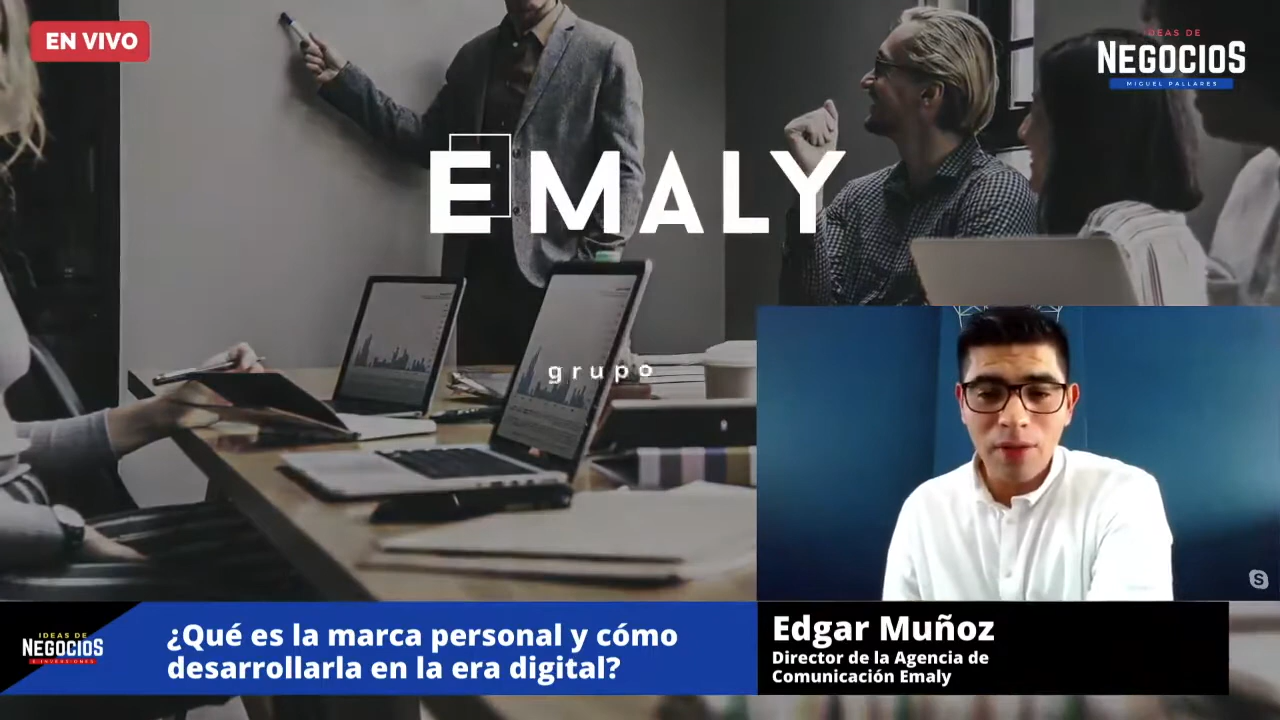 EN VIVO
IDEAS DE
NEGOCIOS
MIGUEL PALLARES
EMALY
grupo
S
IDEAS DE
NEGOCIOS
E INVERSIONES
¿Qué es la marca personal y cómo
desarrollarla en la era digital?
Edgar Muñoz
Director de la Agencia de
Comunicación Emaly